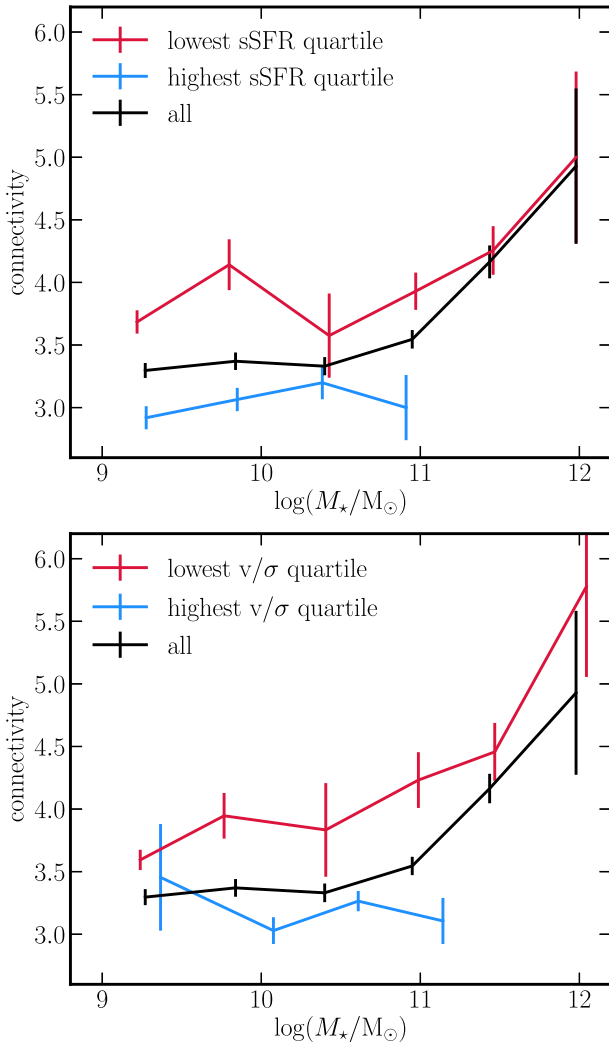 6.0
5.5
5.0
4.5
4.0
3.5
3.0
connectivity
lowest sSFR quartile
highest sSFR quartile
all
9 10 11 12
log(M⋆/M⊙)
6.0
5.5
5.0
4.5
4.0
3.5
3.0
connectivity
lowest v/σ quartile
highest v/σ quartile
all
9 10 11 12
log(M⋆/M⊙)